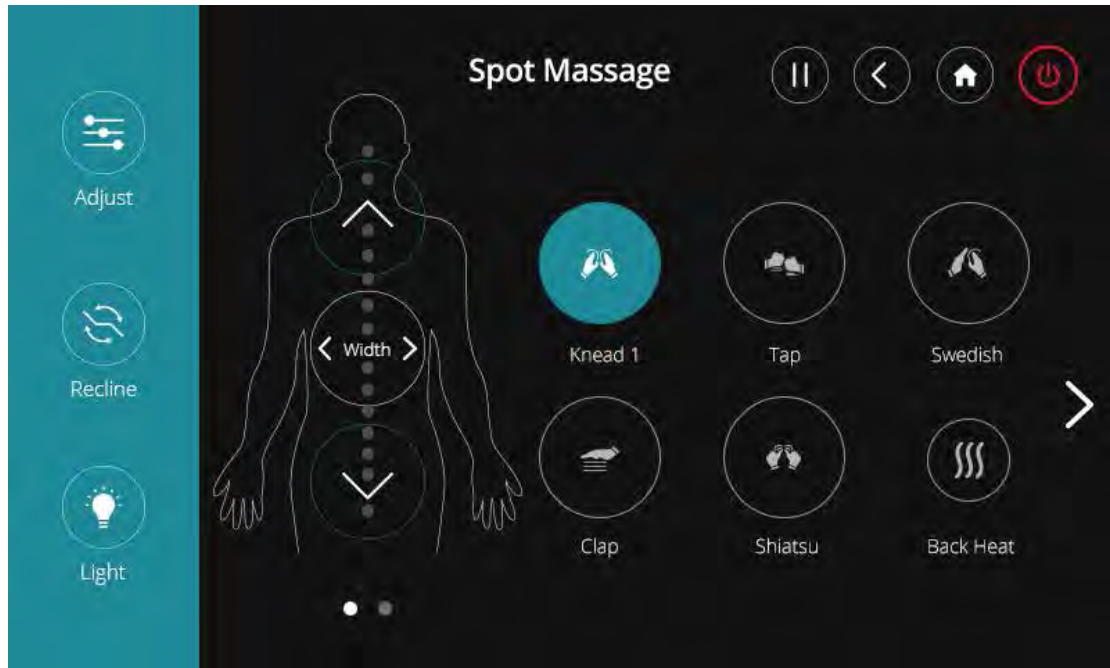 Spot Massage
Adjust
Recline
Light
Width
Knead 1
Tap
Swedish
Clap
Shiatsu
Back Heat